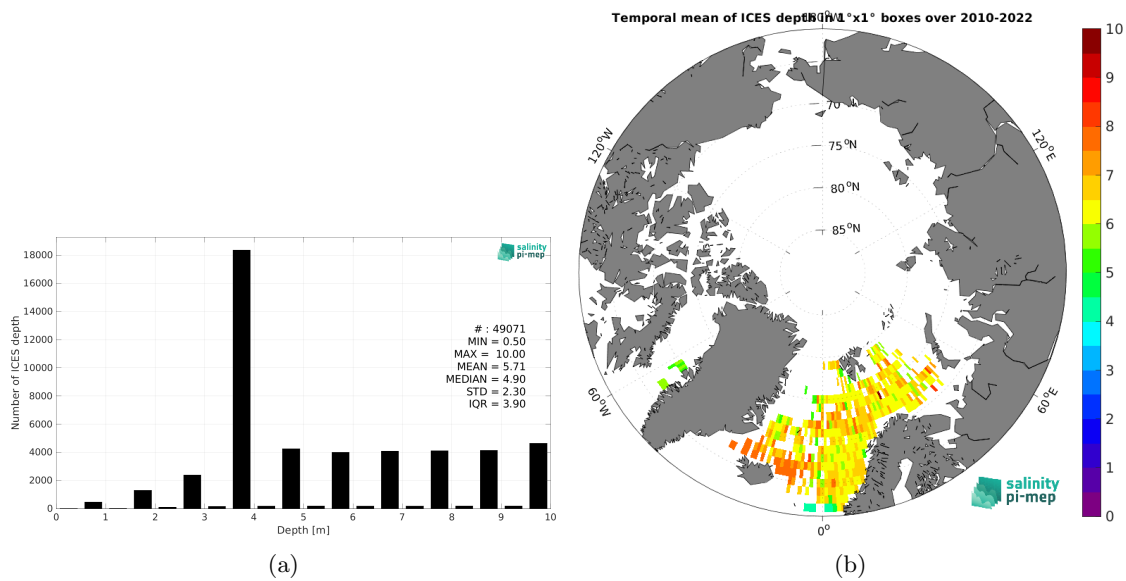 Temporal mean of ICES depth in 1°x1° boxes over 2010-2022
180°W
120°W
120°E
70
75°N
80°N
85°N
60°W
60°E
0°
10
9
8
7
6
5
4
3
2
1
0
salinity
pi-mep
18000
16000
14000
12000
10000
8000
6000
4000
2000
0
Number of ICES depth
salinity
pi-mep
# : 49071
MIN = 0.50
MAX = 10.00
MEAN = 5.71
MEDIAN = 4.90
STD = 2.30
IQR = 3.90
0 1 2 3 4 5 6 7 8 9 10
Depth [m]
(a)
(b)